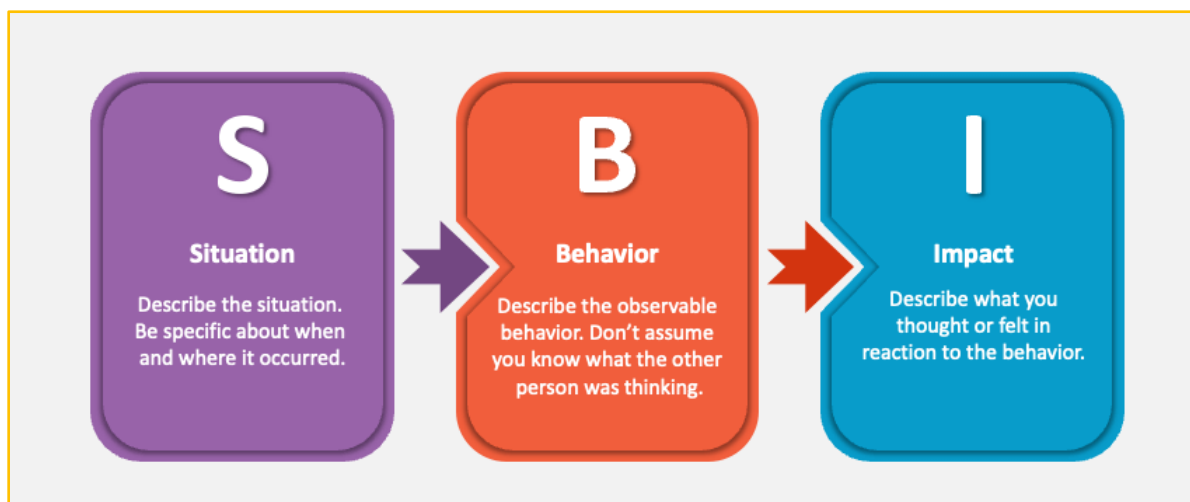 S
Situation
Describe the situation.
Be specific about when
and where it occurred.
B
Behavior
Describe the observable
behavior. Don’t assume
you know what the other
person was thinking.
I
Impact
Describe what you
thought or felt in
reaction to the behavior.